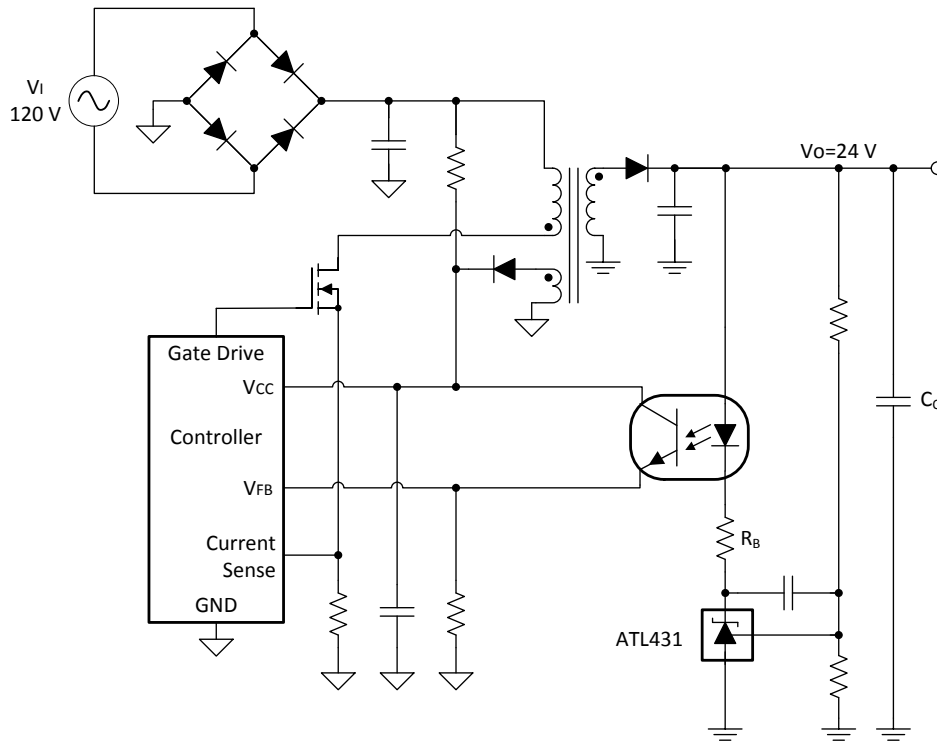 VI
120 V
Vo=24 V
Gate Drive
VCC
Controller
VFB
Current
Sense
GND
RB
ATL431